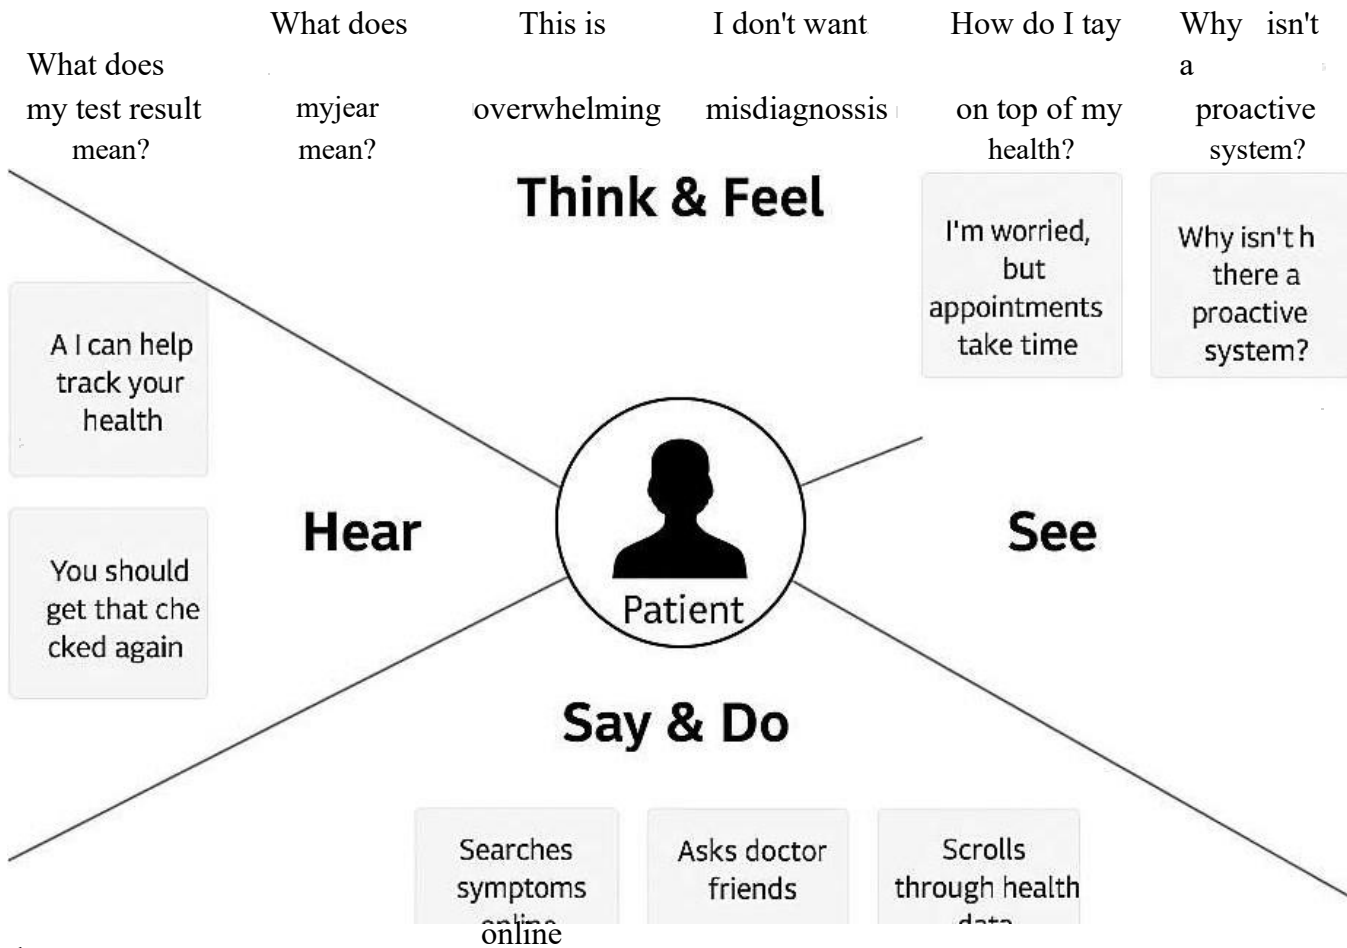 What does
my test result
mean?
What does
myjear
mean?
This is
overwhelming
I don't want
misdiagnossis
How do I tay
on top of my
health?
Why isn't
a
proactive
system?
Think & Feel
I'm worried,
but
appointments
take time
Why isn't h
there a
proactive
system?
A I can help
track your
health
Hear
You should
get that che
cked again
Patient
See
Say & Do
Searches
symptoms
online
online
Asks doctor
friends
Scrolls
through health
data